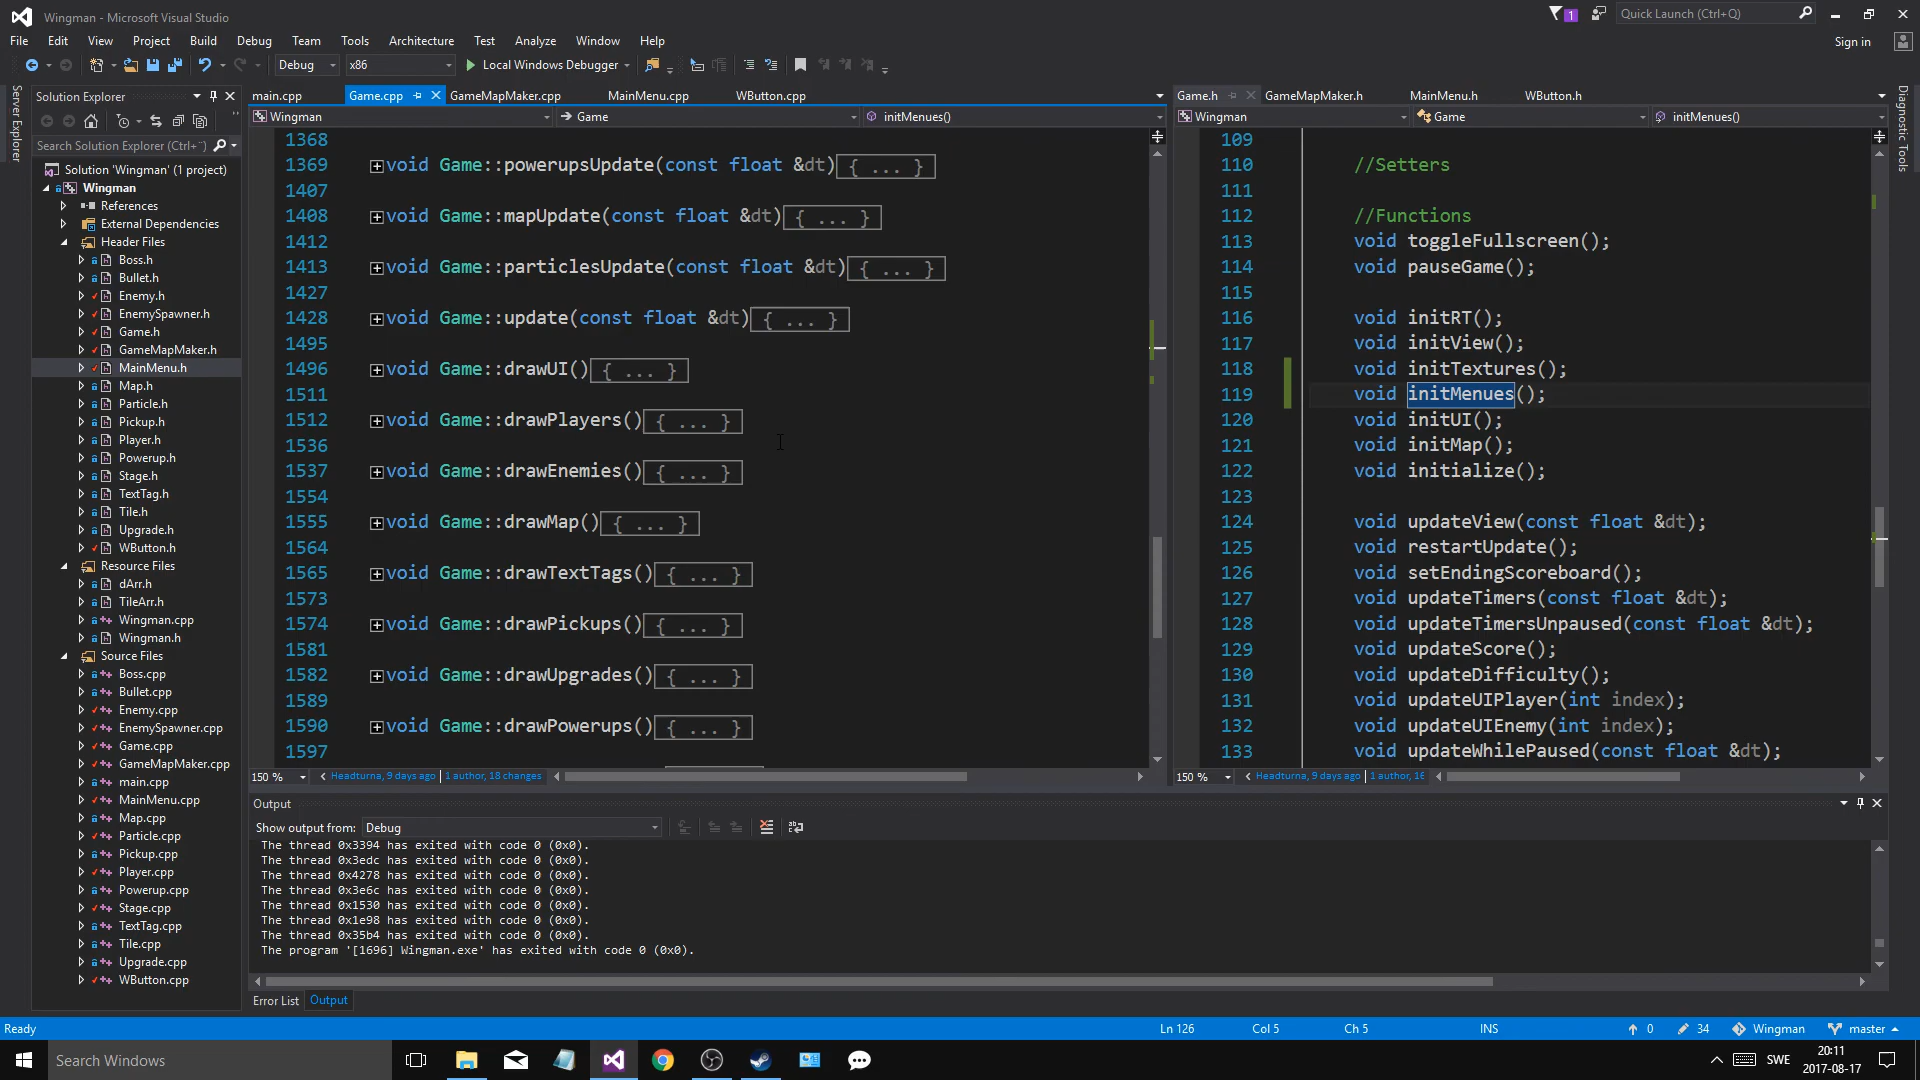 Wingman - Microsoft Visual Studio
1
Quick Launch (Ctrl+Q)
File Edit View Project Build Debug Team Tools Architecture Test Analyze Window Help
Sign in
Debug x86 Local Windows Debugger
Server Explorer
Solution Explorer
Search Solution Explorer (Ctrl+¨)
Solution 'Wingman' (1 project)
Wingman
References
External Dependencies
Header Files
Boss.h
Bullet.h
Enemy.h
EnemySpawner.h
Game.h
GameMapMaker.h
MainMenu.h
Map.h
Particle.h
Pickup.h
Player.h
Powerup.h
Stage.h
TextTag.h
Tile.h
Upgrade.h
WButton.h
Resource Files
dArr.h
TileArr.h
Wingman.cpp
Wingman.h
Source Files
Boss.cpp
Bullet.cpp
Enemy.cpp
EnemySpawner.cpp
Game.cpp
GameMapMaker.cpp
main.cpp
MainMenu.cpp
Map.cpp
Particle.cpp
Pickup.cpp
Player.cpp
Powerup.cpp
Stage.cpp
TextTag.cpp
Tile.cpp
Upgrade.cpp
WButton.cpp
main.cpp Game.cpp GameMapMaker.cpp MainMenu.cpp WButton.cpp
Wingman Game initMenues()
1368
1369 void Game::powerupsUpdate(const float &dt){ ... }
1407
1408 void Game::mapUpdate(const float &dt){ ... }
1412
1413 void Game::particlesUpdate(const float &dt){ ... }
1427
1428 void Game::update(const float &dt){ ... }
1495
1496 void Game::drawUI(){ ... }
1511
1512 void Game::drawPlayers(){ ... }
1536
1537 void Game::drawEnemies(){ ... }
1554
1555 void Game::drawMap(){ ... }
1564
1565 void Game::drawTextTags(){ ... }
1573
1574 void Game::drawPickups(){ ... }
1581
1582 void Game::drawUpgrades(){ ... }
1589
1590 void Game::drawPowerups(){ ... }
1597
150 % Headturna, 9 days ago | 1 author, 18 changes
Game.h GameMapMaker.h MainMenu.h WButton.h
Wingman Game initMenues()
109
110 //Setters
111
112 //Functions
113 void toggleFullscreen();
114 void pauseGame();
115
116 void initRT();
117 void initView();
118 void initTextures();
119 void initMenues();
120 void initUI();
121 void initMap();
122 void initialize();
123
124 void updateView(const float &dt);
125 void restartUpdate();
126 void setEndingScoreboard();
127 void updateTimers(const float &dt);
128 void updateTimersUnpaused(const float &dt);
129 void updateScore();
130 void updateDifficulty();
131 void updateUIPlayer(int index);
132 void updateUIEnemy(int index);
133 void updateWhilePaused(const float &dt);
150 % Headturna, 9 days ago | 1 author, 16
Diagnostic Tools
Output
Show output from: Debug
The thread 0x3394 has exited with code 0 (0x0).
The thread 0x3edc has exited with code 0 (0x0).
The thread 0x4278 has exited with code 0 (0x0).
The thread 0x3e6c has exited with code 0 (0x0).
The thread 0x1530 has exited with code 0 (0x0).
The thread 0x1e98 has exited with code 0 (0x0).
The thread 0x35b4 has exited with code 0 (0x0).
The program '[1696] Wingman.exe' has exited with code 0 (0x0).
Error List Output
Ready Ln 126 Col 5 Ch 5 INS 0 34 Wingman master
Search Windows
SWE
20:11
2017-08-17